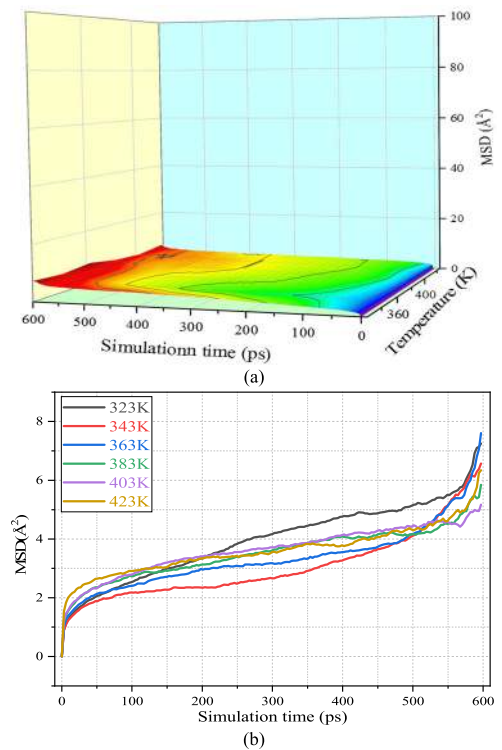 100
80
60
40
20
0
MSD (Å²)
400
360
Temperature (K)
600 500 400 300 200 100 0
Simulationn time (ps)
(a)
323K
343K
363K
383K
403K
423K
8
6
4
2
0
MSD(Å²)
0 100 200 300 400 500 600
Simulation time (ps)
(b)